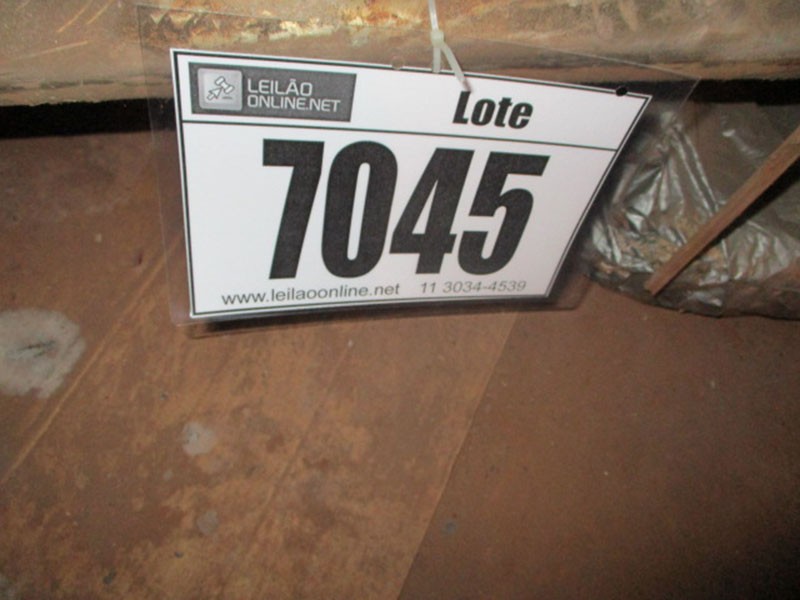 LEILÃO
ONLINE.NET
Lote
7045
www.leilaoonline.net 11 3034-4539